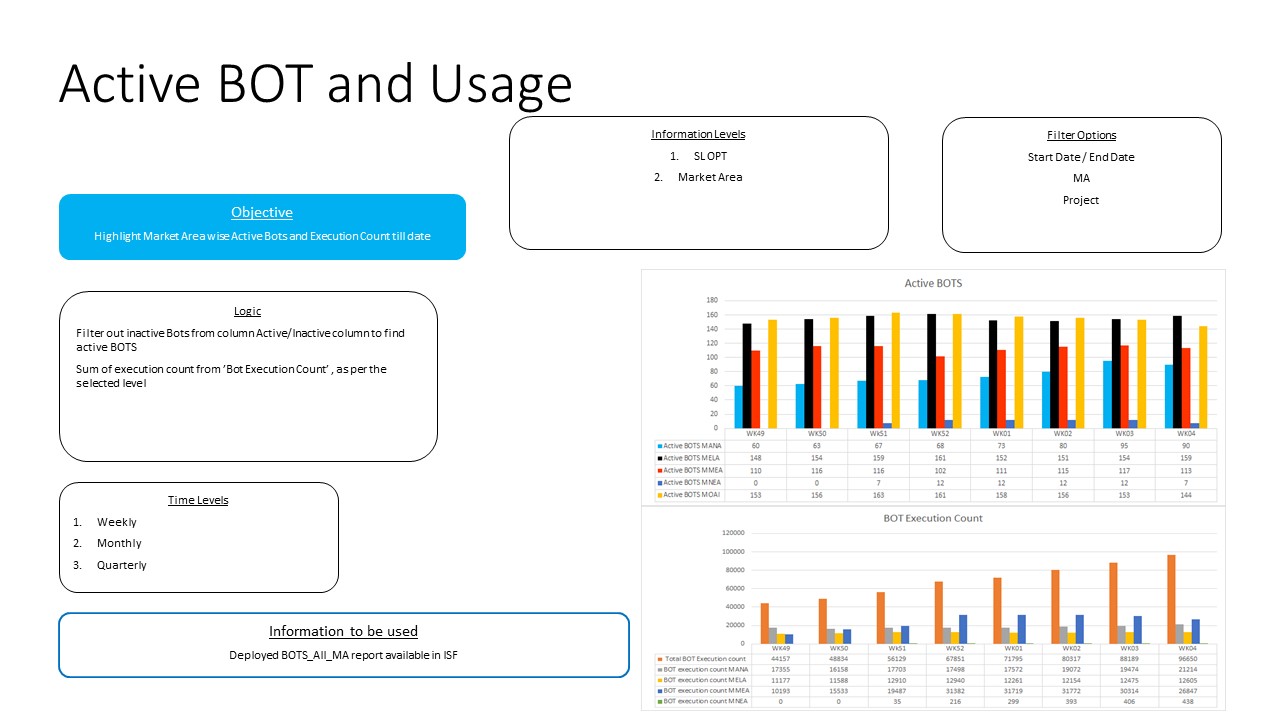 Active BOT and Usage
Information Levels
1. SL OPT
2. Market Area
Filter Options
Start Date / End Date
MA
Project
Objective
Highlight Market Area wise Active Bots and Execution Count till date
Logic
Filter out inactive Bots from column Active/Inactive column to find
active BOTS
Sum of execution count from ‘Bot Execution Count’ , as per the
selected level
Time Levels
1. Weekly
2. Monthly
3. Quarterly
Information to be used
Deployed BOTS_All_MA report available in ISF
Active BOTS
180
160
140
120
100
80
60
40
20
0
WK49 WK50 Wk51 WK52 WK01 WK02 WK03 WK04
Active BOTS MANA 60 63 67 68 73 80 95 90
Active BOTS MELA 148 154 159 161 152 151 154 159
Active BOTS MMEA 110 116 116 102 111 115 117 113
Active BOTS MNEA 0 0 7 12 12 12 12 7
Active BOTS MOAI 153 156 163 161 158 156 153 144
BOT Execution Count
120000
100000
80000
60000
40000
20000
0
WK49 WK50 Wk51 WK52 WK01 WK02 WK03 WK04
Total BOT Execution count 44157 48834 56129 67851 71795 80317 88189 96650
BOT execution count MANA 17355 16158 17703 17498 17572 19072 19474 21214
BOT execution count MELA 11177 11588 12910 12940 12261 12154 12475 12605
BOT execution count MMEA 10193 15533 19487 31382 31719 31772 30314 26847
BOT execution count MNEA 0 0 35 216 299 393 406 438